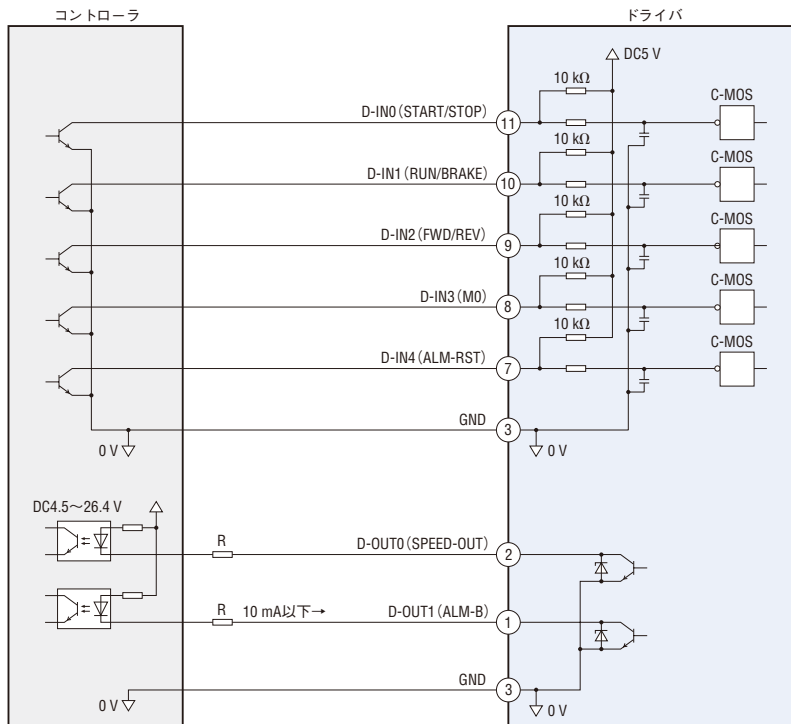 コントローラ
ドライバ
DC5 V
10 kΩ
C-MOS
D-IN0(START/STOP)
11
10 kΩ
C-MOS
D-IN1(RUN/BRAKE)
10
10 kΩ
C-MOS
D-IN2(FWD/REV)
9
10 kΩ
C-MOS
D-IN3(M0)
8
10 kΩ
C-MOS
D-IN4(ALM-RST)
7
GND
3
0 V
0 V
DC4.5～26.4 V
R
D-OUT0(SPEED-OUT)
2
R
10 mA以下→
D-OUT1(ALM-B)
1
GND
3
0 V
0 V